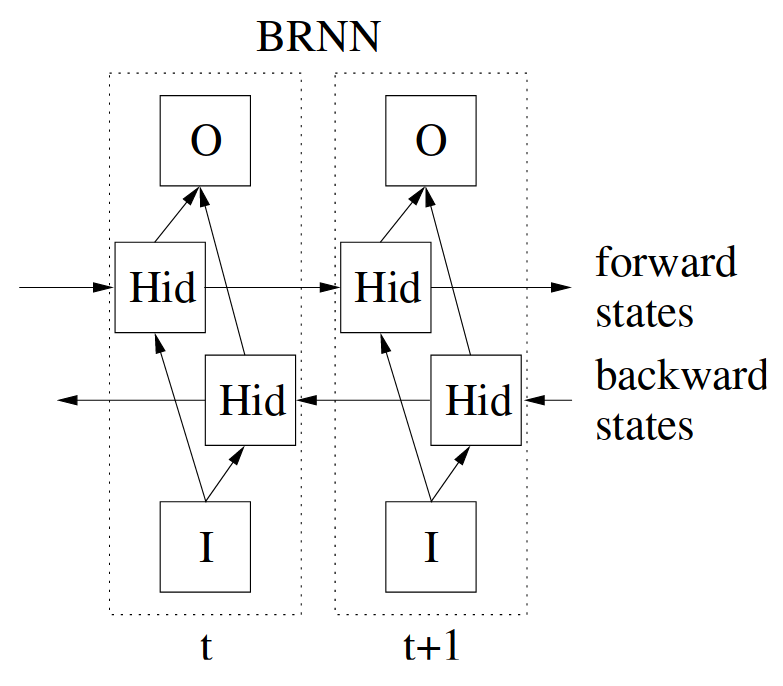 BRNN
O
O
Hid
Hid
forward
states
Hid
Hid
backward
states
I
I
t
t+1